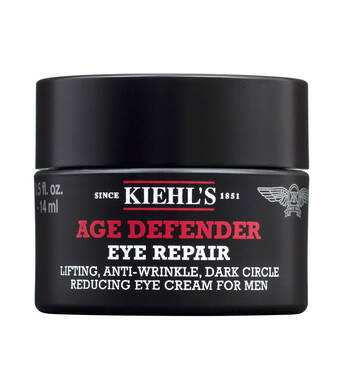 .5 fl. oz.
- 14 ml
SINCE KIEHL'S 1851
AGE DEFENDER
EYE REPAIR
LIFTING, ANTI-WRINKLE, DARK CIRCLE
REDUCING EYE CREAM FOR MEN